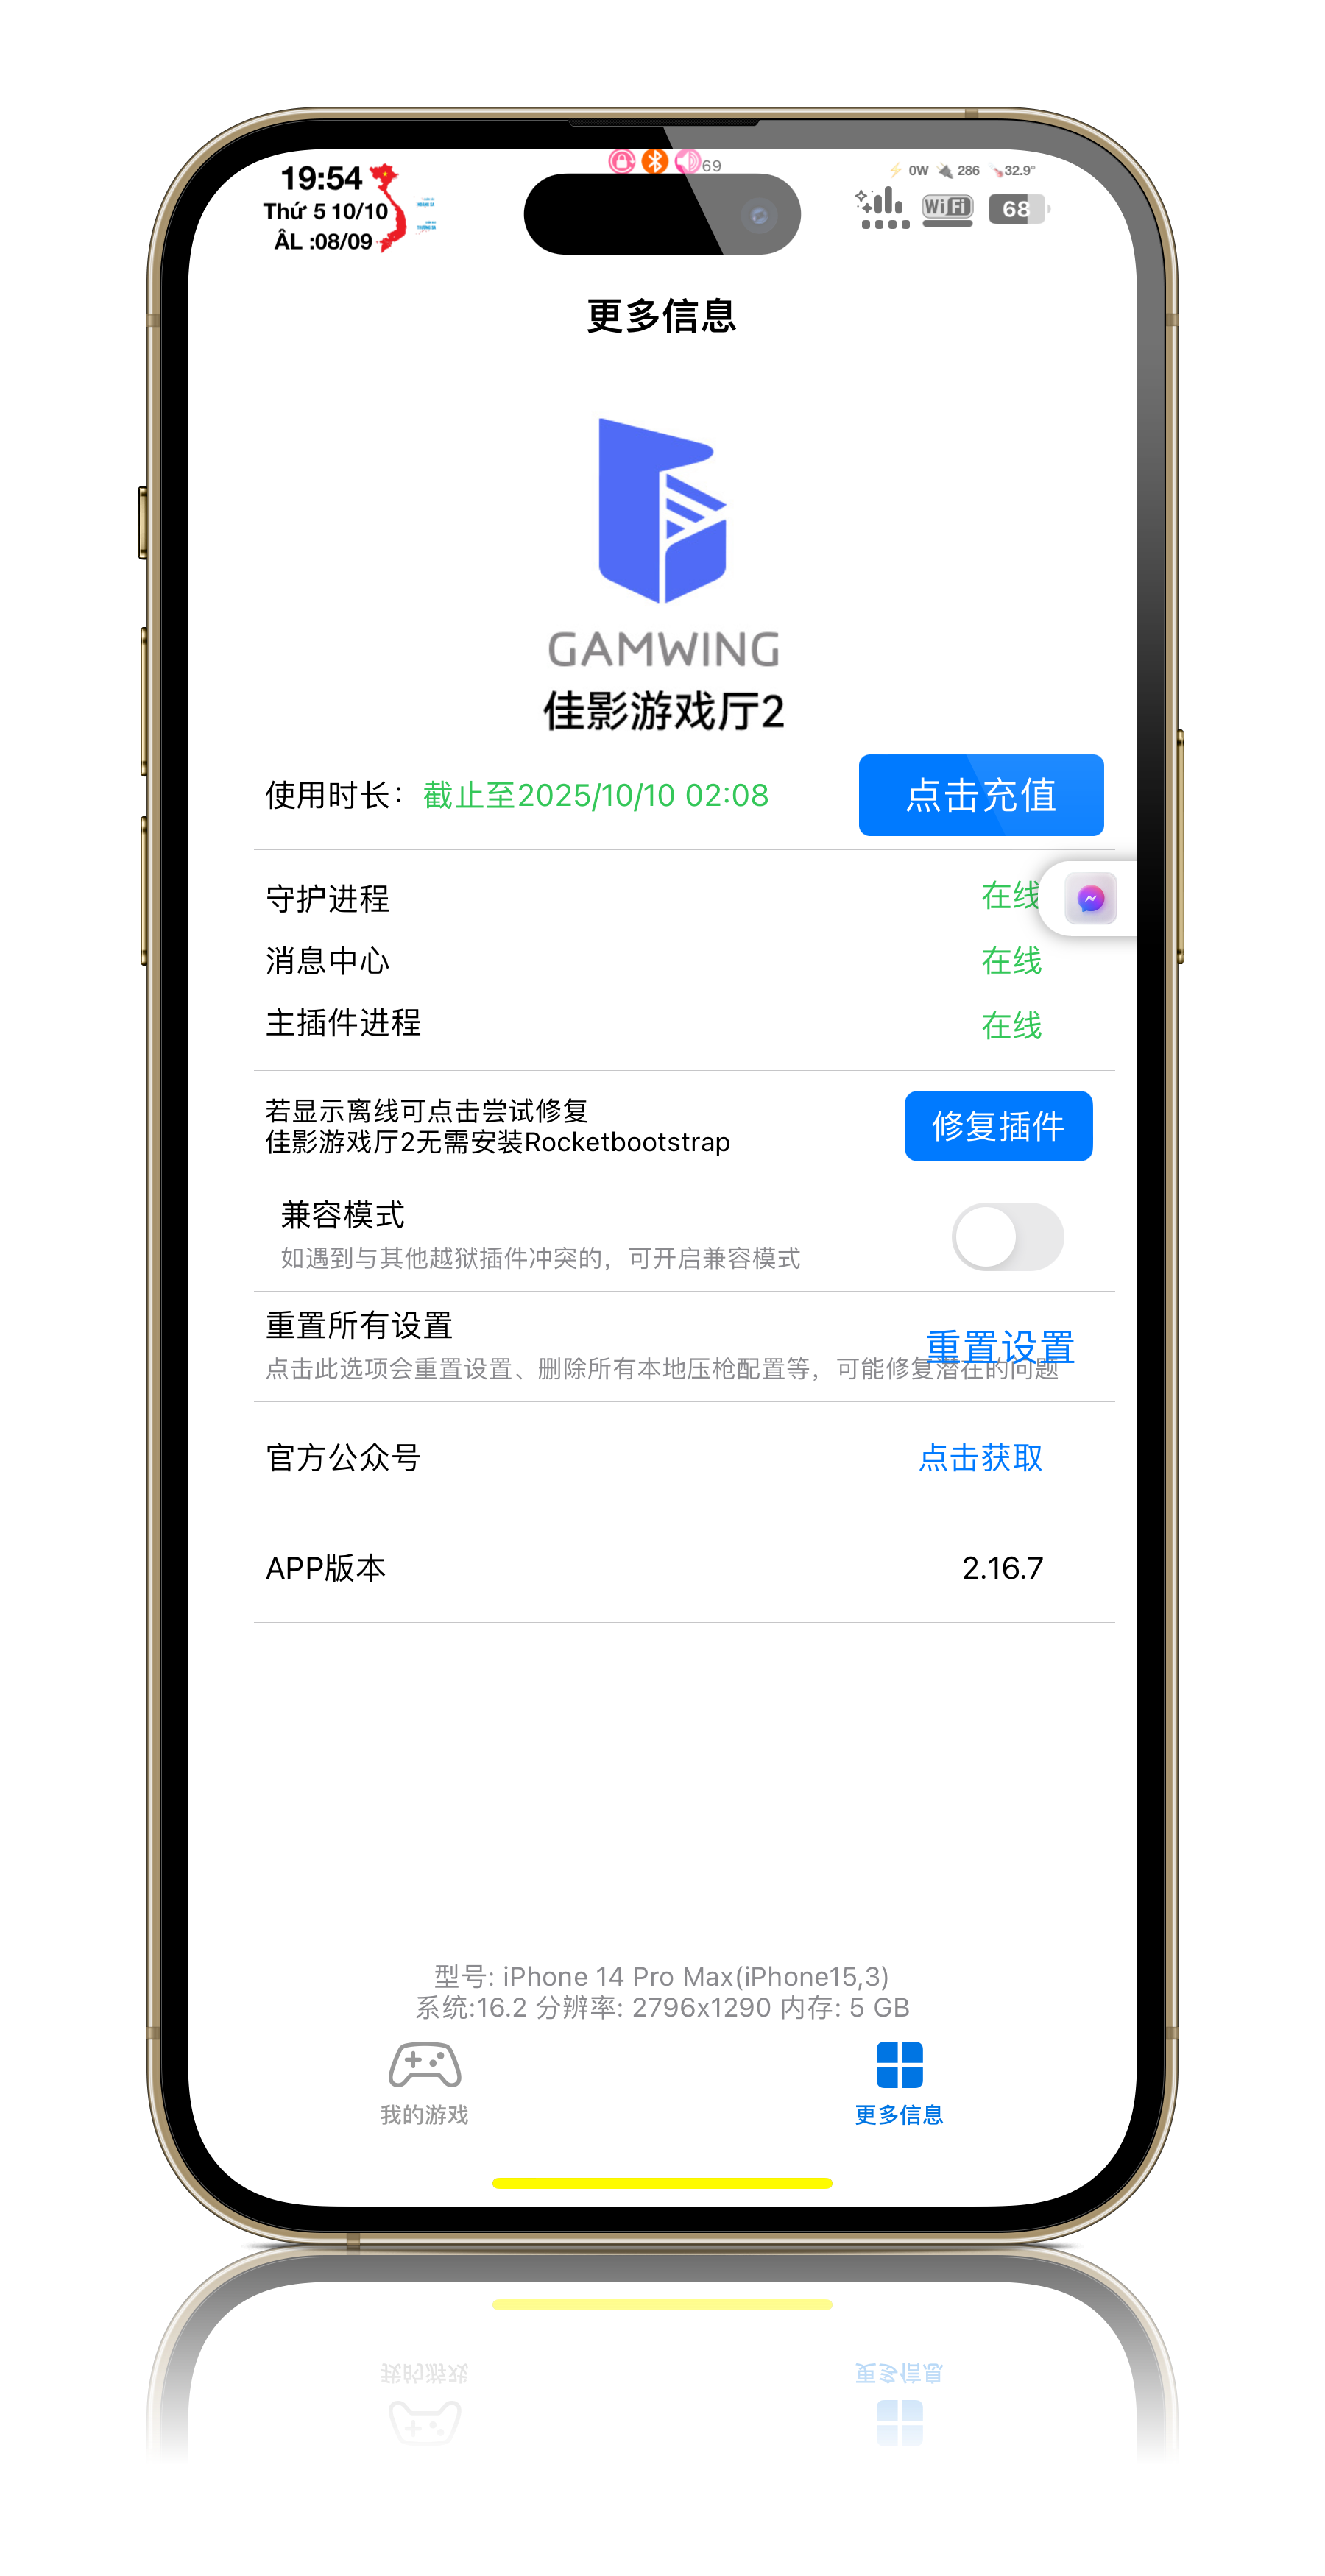 19:54
Thứ 5 10/10
ÂL :08/09
69
0W 286 32.9°
WiFi
68
更多信息
GAMWING
佳影游戏厅2
使用时长：截止至2025/10/10 02:08
点击充值
守护进程 在线
消息中心 在线
主插件进程 在线
若显示离线可点击尝试修复
佳影游戏厅2无需安装Rocketbootstrap
修复插件
兼容模式
如遇到与其他越狱插件冲突的，可开启兼容模式
重置所有设置
重置设置
点击此选项会重置设置、删除所有本地压枪配置等，可能修复潜在的问题
官方公众号 点击获取
APP版本 2.16.7
型号: iPhone 14 Pro Max(iPhone15,3)
系统:16.2 分辨率: 2796x1290 内存: 5 GB
我的游戏 更多信息